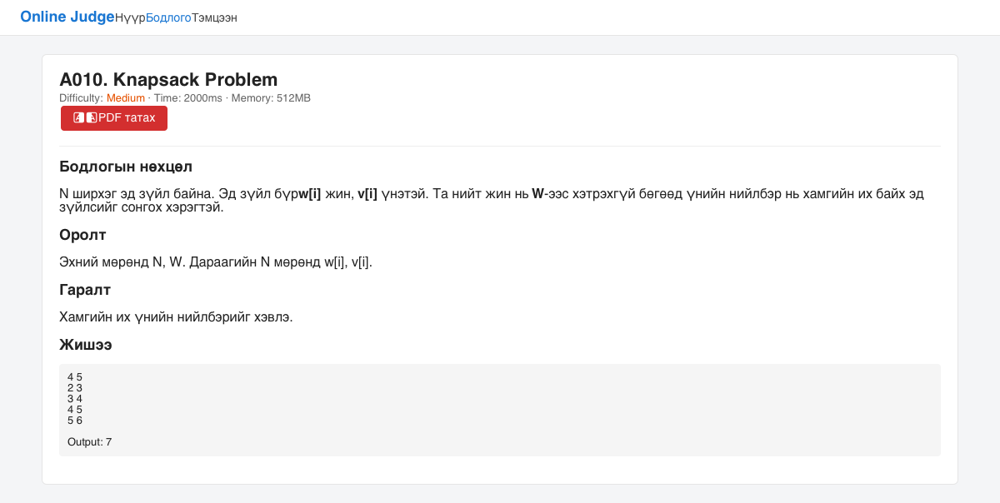 Online Judge Нүүр Бодлого Тэмцээн
A010. Knapsack Problem
Difficulty: Medium · Time: 2000ms · Memory: 512MB
PDF татах
Бодлогын нөхцөл
N ширхэг эд зүйл байна. Эд зүйл бүрw[i] жин, v[i] үнэтэй. Та нийт жин нь W-ээс хэтрэхгүй бөгөөд үнийн нийлбэр нь хамгийн их байх эд
зүйлсийг сонгох хэрэгтэй.
Оролт
Эхний мөрөнд N, W. Дараагийн N мөрөнд w[i], v[i].
Гаралт
Хамгийн их үнийн нийлбэрийг хэвлэ.
Жишээ
4 5
2 3
3 4
4 5
5 6
Output: 7